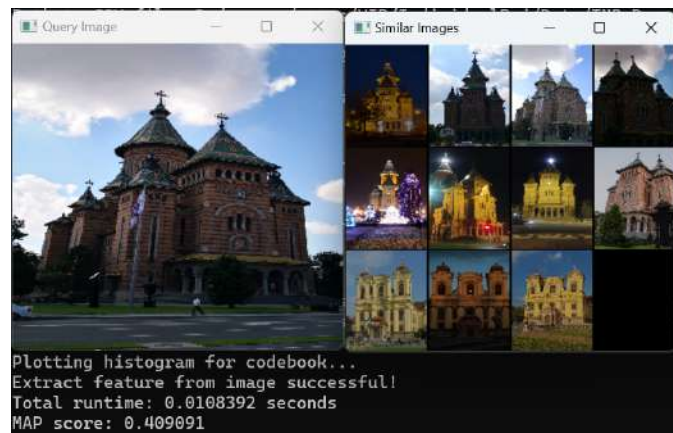 Query Image
Similar Images
Plotting histogram for codebook...
Extract feature from image successful!
Total runtime: 0.0108392 seconds
MAP score: 0.409091